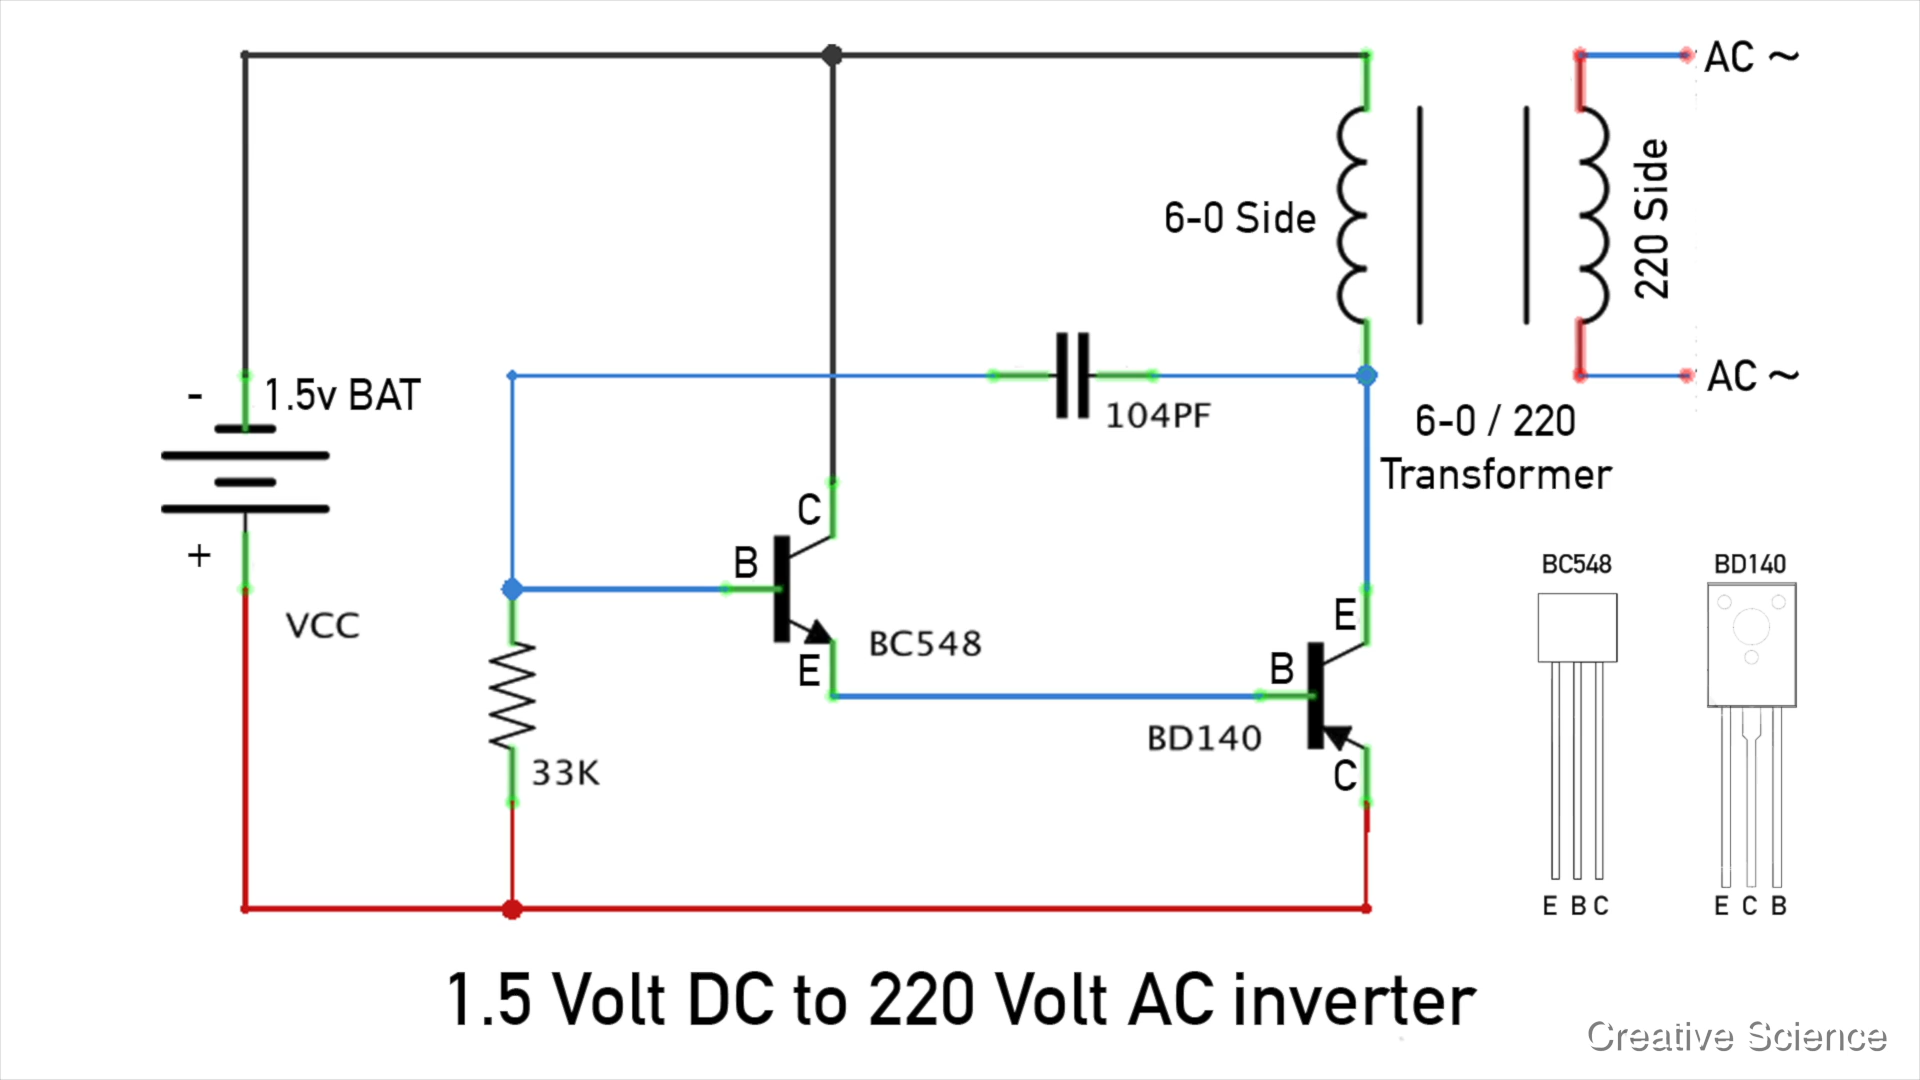 AC ~
6-0 Side
220 Side
- 1.5v BAT
104PF
AC ~
6-0 / 220
Transformer
+
VCC
C
B
E
BC548
33K
E
B
BD140
C
BC548
E B C
BD140
E C B
1.5 Volt DC to 220 Volt AC inverter
Creative Science